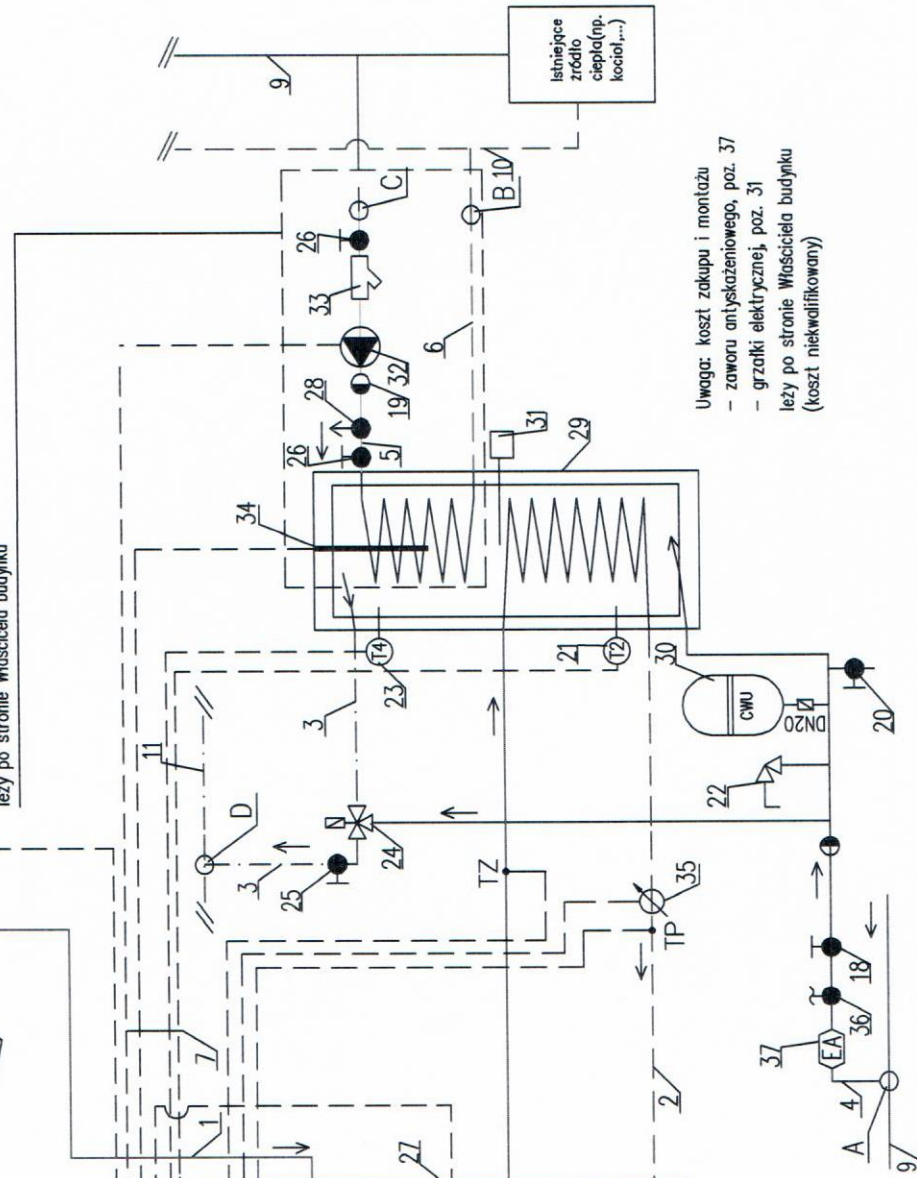 leży po stronie Właściciela budynku
9
Istniejące
źródło
ciepła(np.
kocioł,...)
10
C
B
26
33
6
32
19
28
5
26
31
29
34
Uwaga: koszt zakupu i montażu
- zaworu antyskażeniowego, poz. 37
- grzałki elektrycznej, poz. 31
leży po stronie Właściciela budynku
(koszt niekwalifikowany)
T4
23
21
T2
30
CWU
DN20
20
22
3
11
D
3
25
24
TZ
35
TP
7
1
27
2
18
36
37
EA
4
A
9